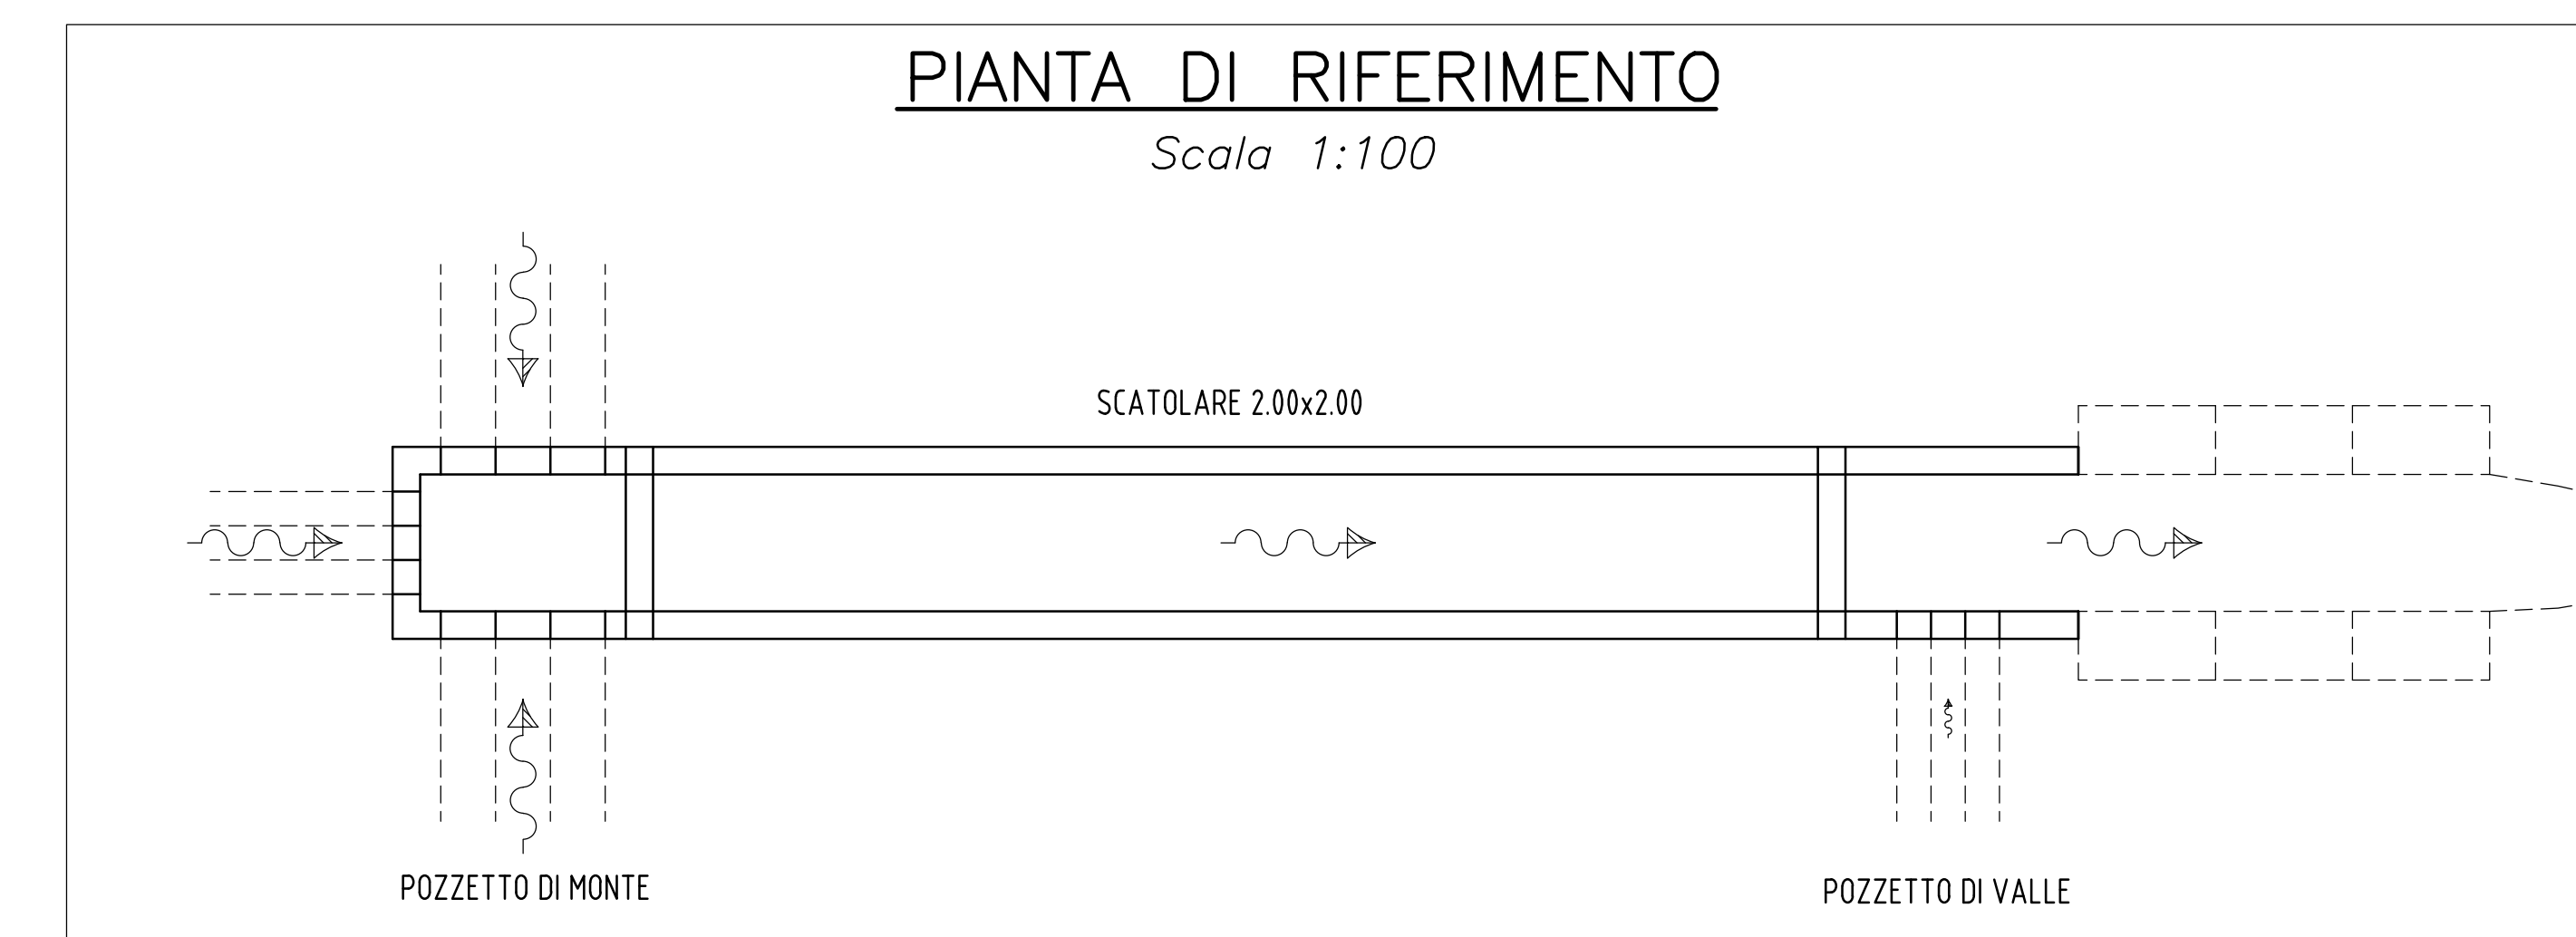 PIANTA DI RIFERIMENTO
Scala 1:100
SCATOLARE 2.00x2.00
POZZETTO DI MONTE
POZZETTO DI VALLE